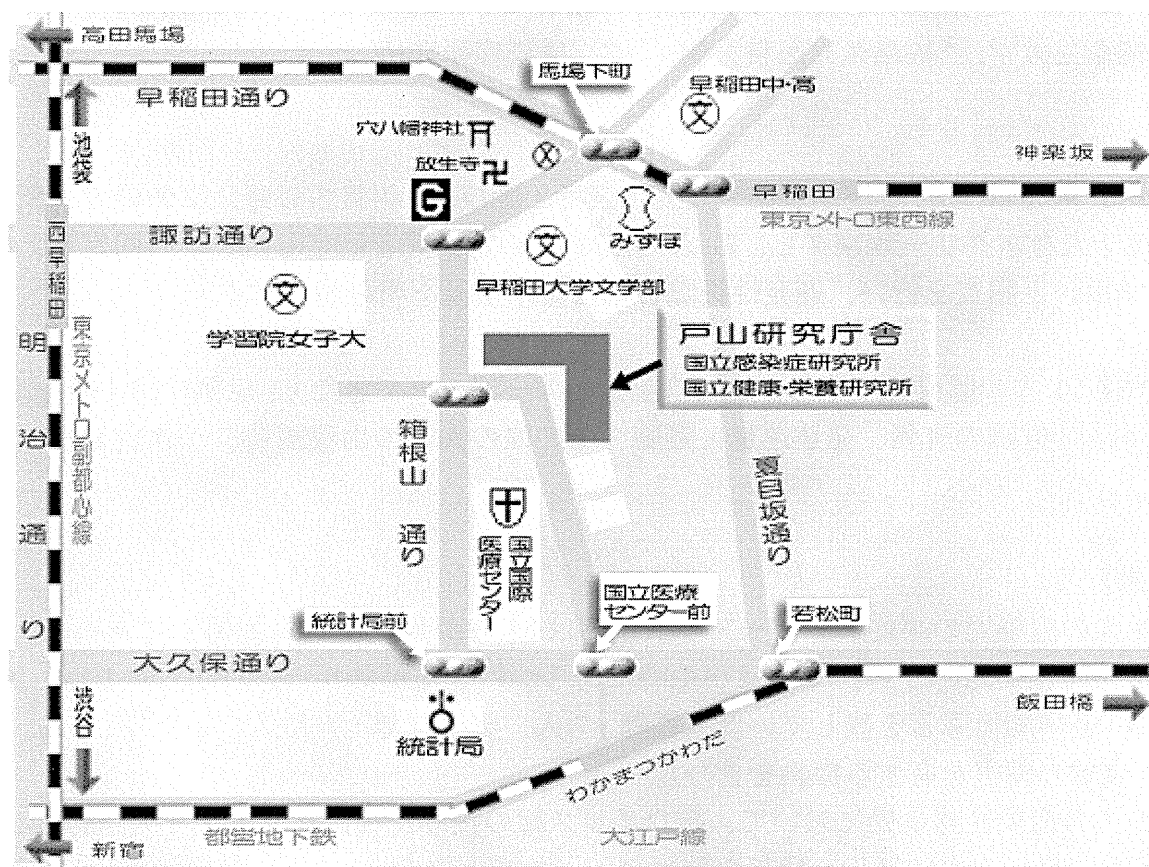 高田馬場
馬場下町
早稲田中・高
早稲田通り
池袋
穴八幡神社
放生寺
文
神楽坂
早稲田
東京メトロ東西線
G
諏訪通り
みずほ
文
早稲田大学文学部
西早稲田
文
学習院女子大
戸山研究庁舎
国立感染症研究所
国立健康・栄養研究所
明治通り
東京メトロ副都心線
箱根山通り
夏目坂通り
国立国際
医療センター
国立医療
センター前
統計局前
若松町
大久保通り
渋谷
飯田橋
統計局
わかまつかわだ
都営地下鉄
大江戸線
新宿